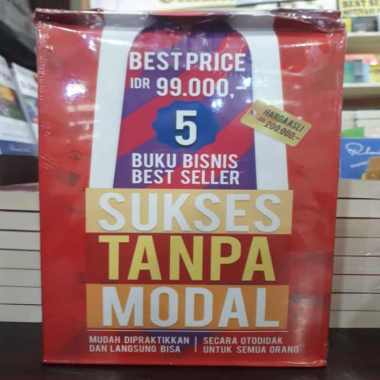 BEST PRICE
IDR 99.000,-
HARGA ASLI
200.000,-
5
BUKU BISNIS
BEST SELLER
SUKSES
TANPA
MODAL
MUDAH DIPRAKTIKKAN
DAN LANGSUNG BISA
SECARA OTODIDAK
UNTUK SEMUA ORANG